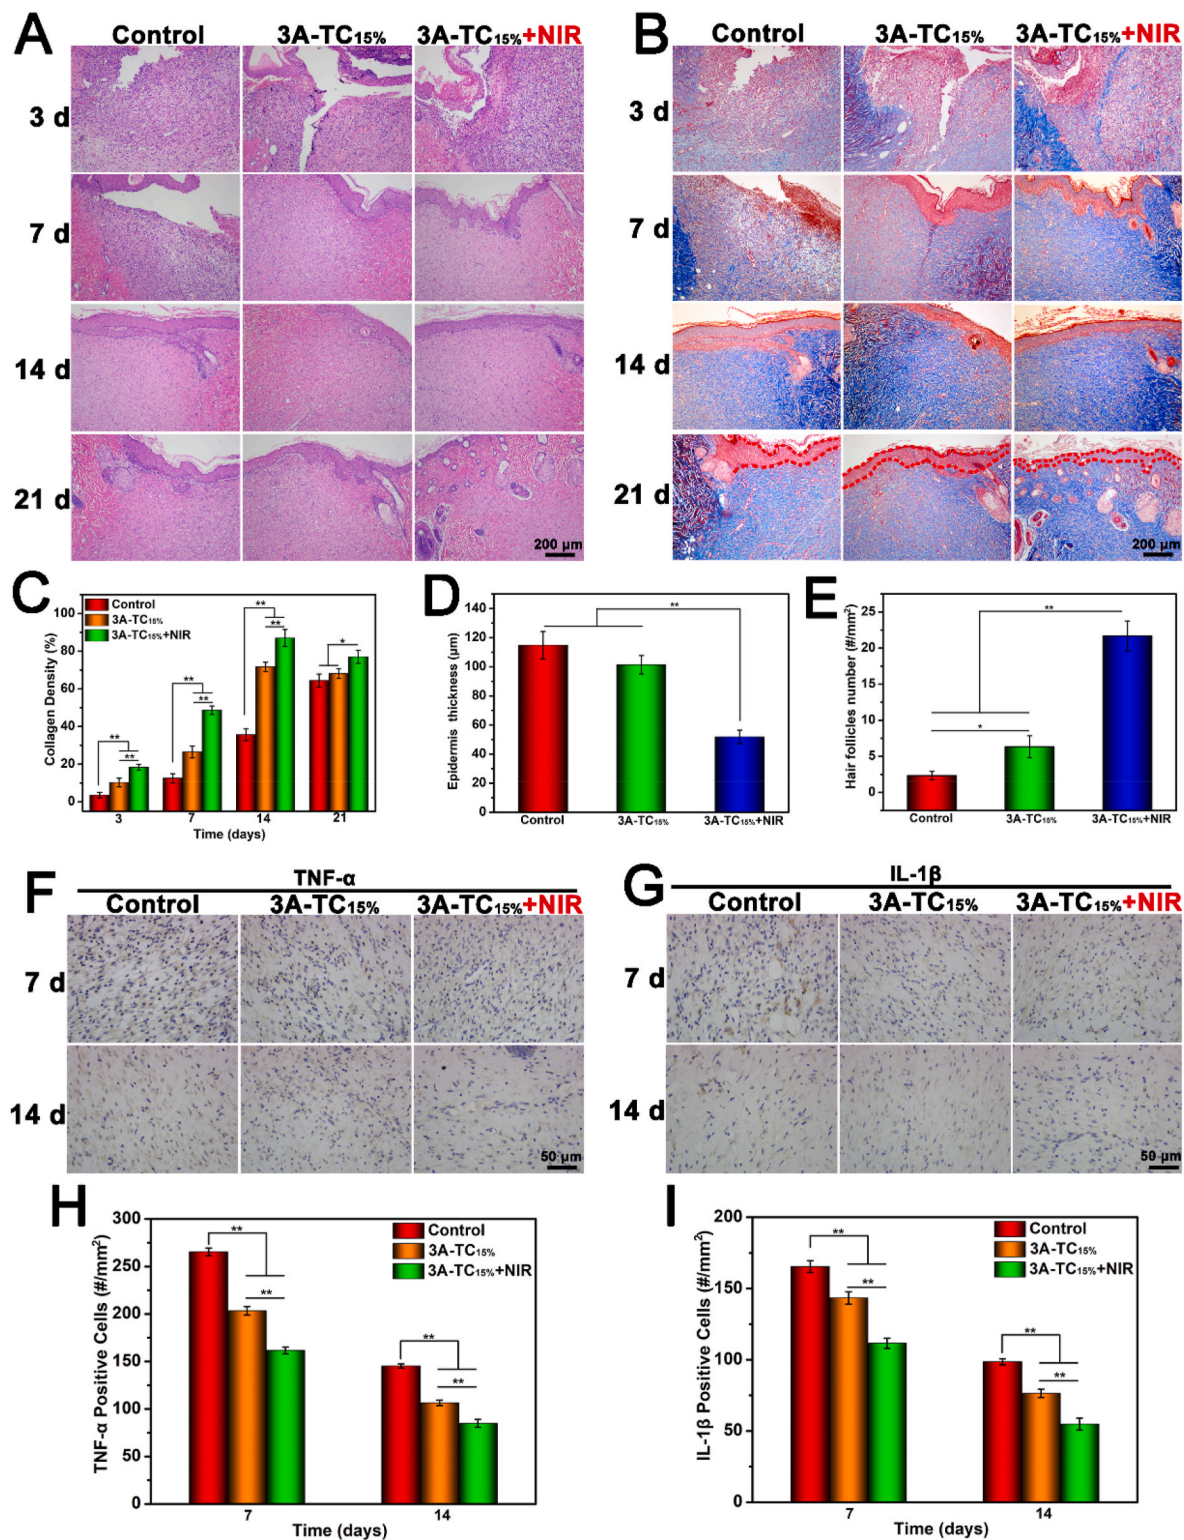 A
Control 3A-TC15% 3A-TC15%+NIR
3 d
7 d
14 d
21 d
200 μm
B
Control 3A-TC15% 3A-TC15%+NIR
3 d
7 d
14 d
21 d
200 μm
C
Control
3A-TC15%
3A-TC15%+NIR
Collagen Density (%)
100
80
60
40
20
0
** ** ** ** ** ** *
3 7 14 21
Time (days)
D
Epidermis thickness (μm)
140
120
100
80
60
40
20
0
**
Control 3A-TC15% 3A-TC15%+NIR
E
Hair follicles number (#/mm²)
25
20
15
10
5
0
**
*
Control 3A-TC15% 3A-TC15%+NIR
F
TNF-α
Control 3A-TC15% 3A-TC15%+NIR
7 d
14 d
50 μm
G
IL-1β
Control 3A-TC15% 3A-TC15%+NIR
7 d
14 d
50 μm
H
TNF-α Positive Cells (#/mm²)
300
250
200
150
100
50
0
Control
3A-TC15%
3A-TC15%+NIR
** ** ** **
7 14
Time (days)
I
IL-1β Positive Cells (#/mm²)
200
150
100
50
0
Control
3A-TC15%
3A-TC15%+NIR
** ** ** **
7 14
Time (days)